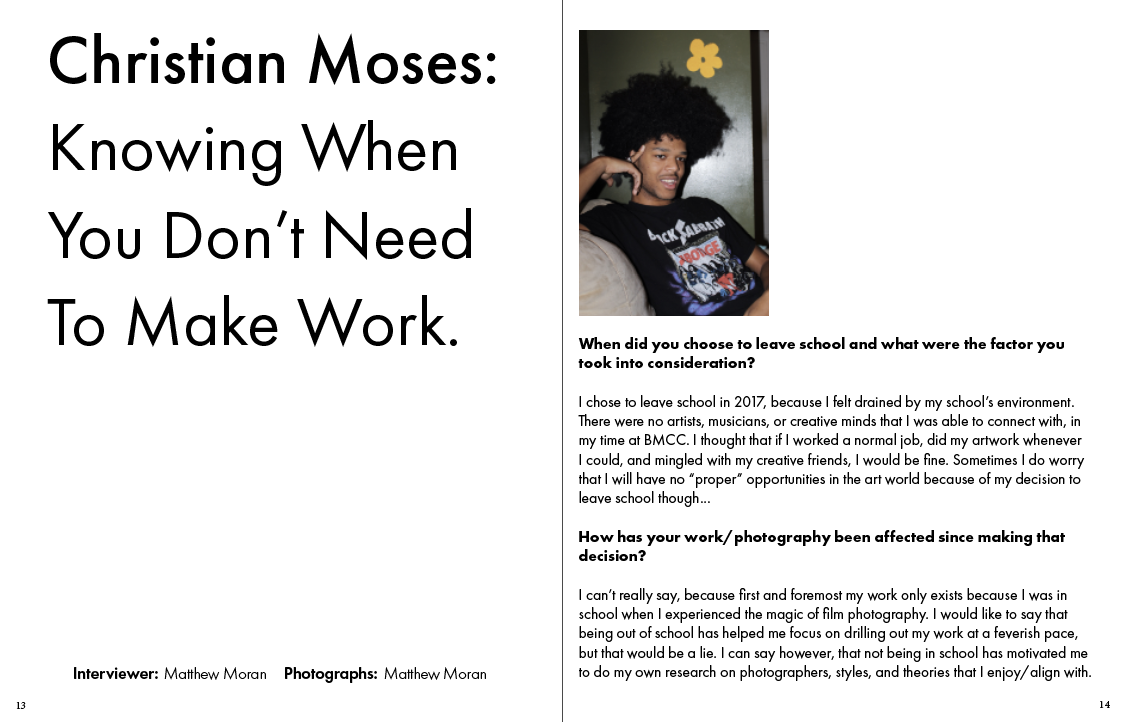 Christian Moses:
Knowing When
You Don’t Need
To Make Work.
Interviewer: Matthew Moran Photographs: Matthew Moran
13
BLACK SABBATH
SABOTAGE
When did you choose to leave school and what were the factor you
took into consideration?
I chose to leave school in 2017, because I felt drained by my school’s environment.
There were no artists, musicians, or creative minds that I was able to connect with, in
my time at BMCC. I thought that if I worked a normal job, did my artwork whenever
I could, and mingled with my creative friends, I would be fine. Sometimes I do worry
that I will have no “proper” opportunities in the art world because of my decision to
leave school though...
How has your work/photography been affected since making that
decision?
I can’t really say, because first and foremost my work only exists because I was in
school when I experienced the magic of film photography. I would like to say that
being out of school has helped me focus on drilling out my work at a feverish pace,
but that would be a lie. I can say however, that not being in school has motivated me
to do my own research on photographers, styles, and theories that I enjoy/align with.
14